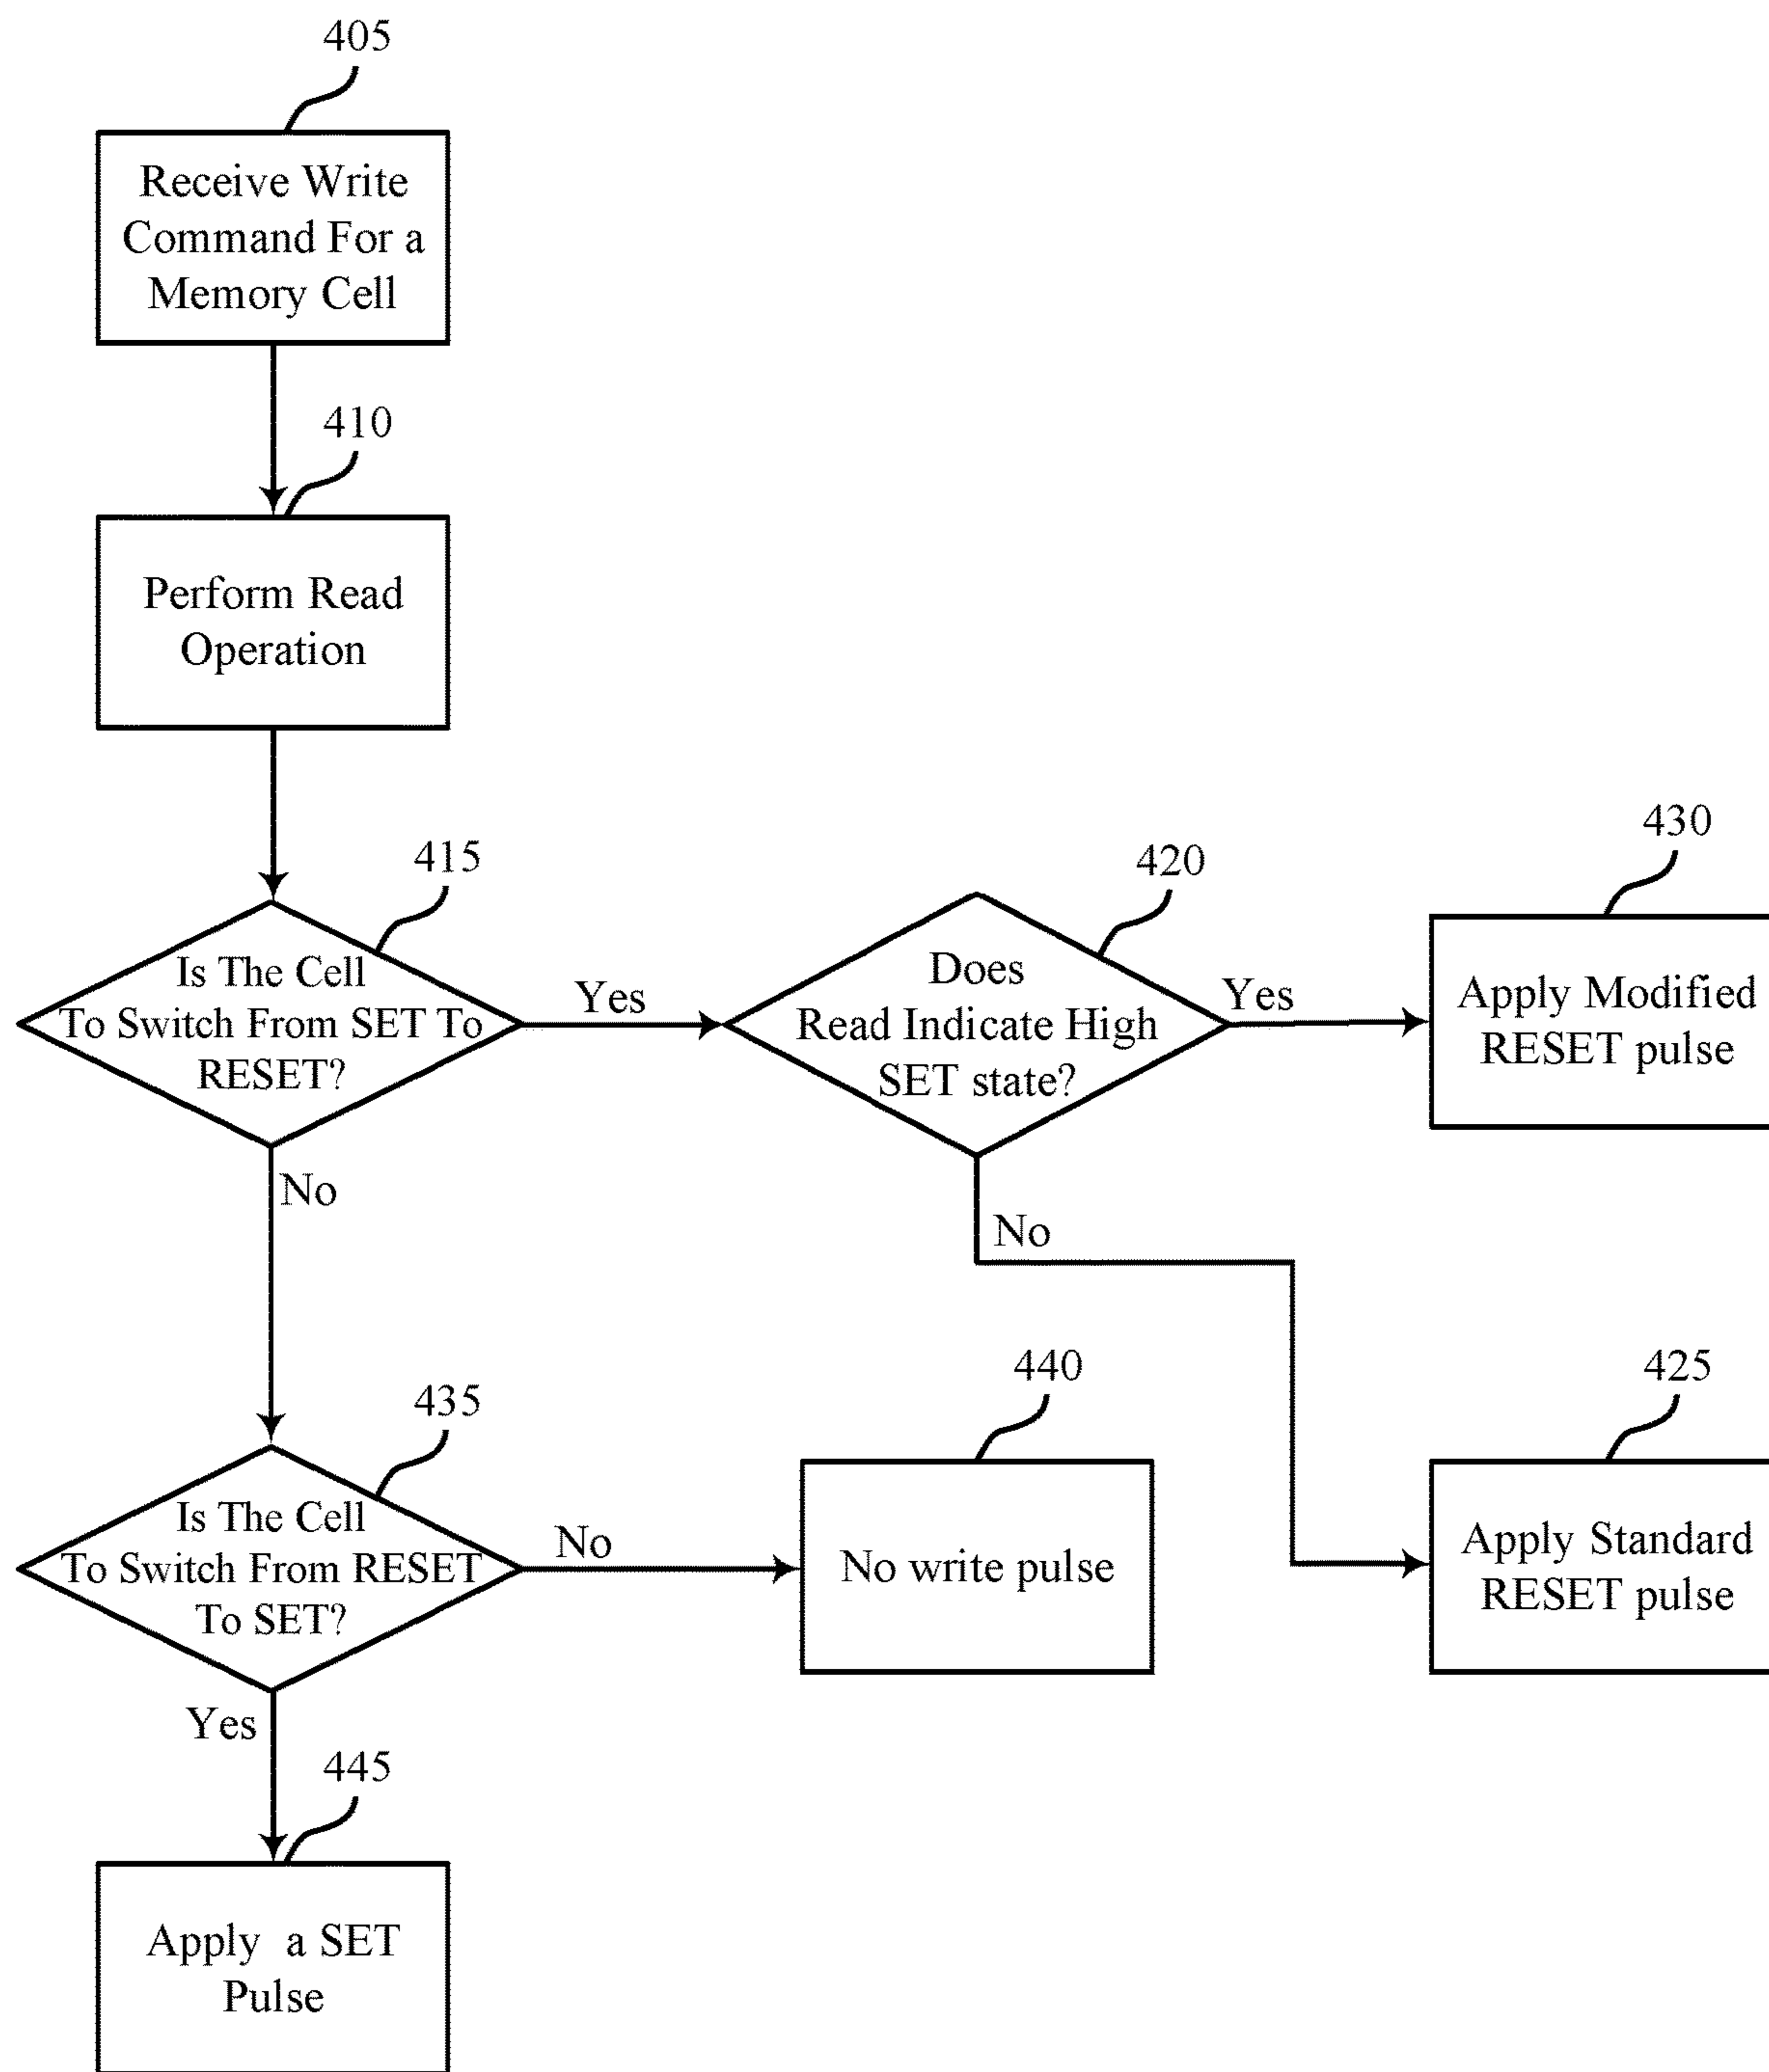 405
Receive Write
Command For a
Memory Cell
410
Perform Read
Operation
415
Is The Cell
To Switch From SET To
RESET?
Yes
420
Does
Read Indicate High
SET state?
Yes
430
Apply Modified
RESET pulse
No
No
435
Is The Cell
To Switch From RESET
To SET?
No
440
No write pulse
425
Apply Standard
RESET pulse
Yes
445
Apply a SET
Pulse